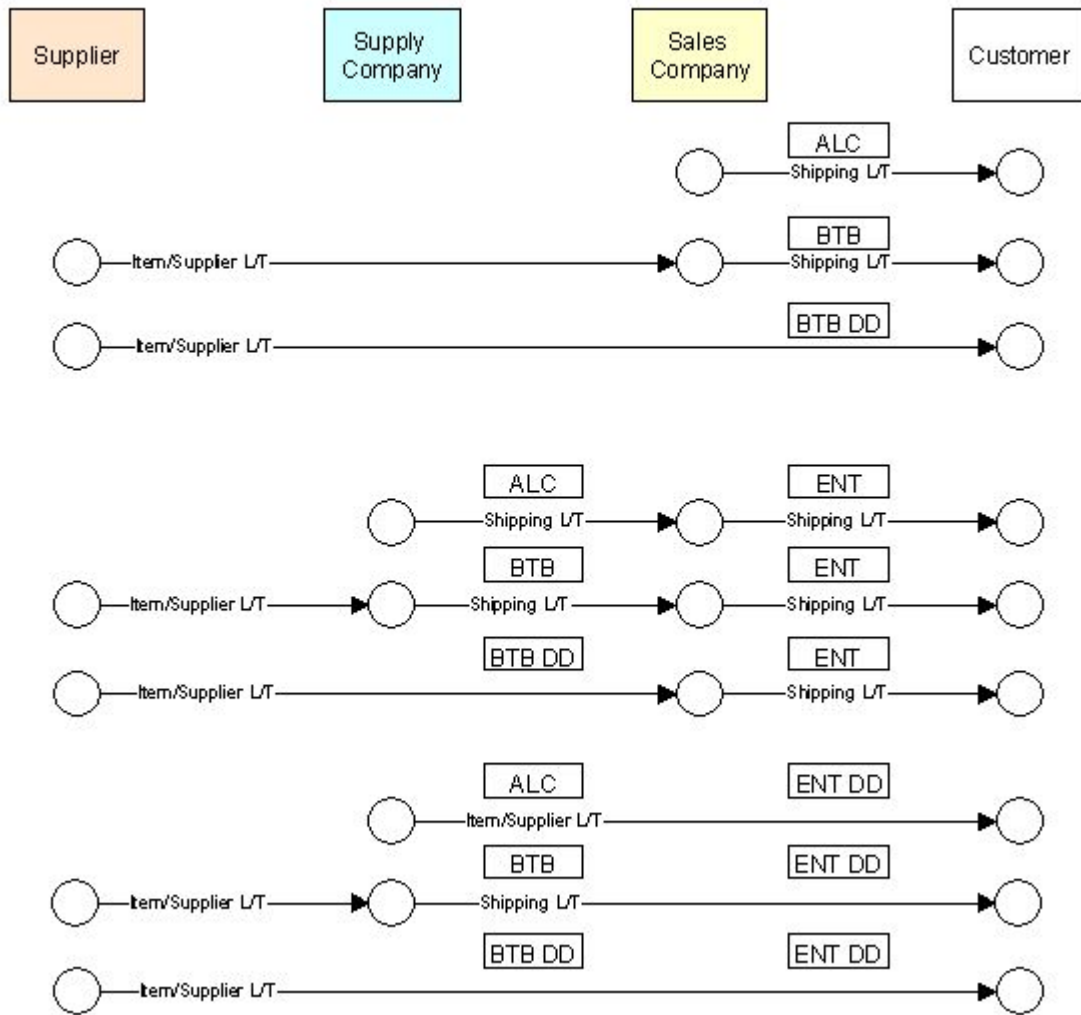 Supplier
Supply
Company
Sales
Company
Customer
ALC
Shipping L/T
BTB
Item/Supplier L/T
Shipping L/T
BTB DD
Item/Supplier L/T
ALC
ENT
Shipping L/T
Shipping L/T
BTB
ENT
Item/Supplier L/T
Shipping L/T
Shipping L/T
BTB DD
ENT
Item/Supplier L/T
Shipping L/T
ALC
ENT DD
Item/Supplier L/T
BTB
ENT DD
Item/Supplier L/T
Shipping L/T
BTB DD
ENT DD
Item/Supplier L/T